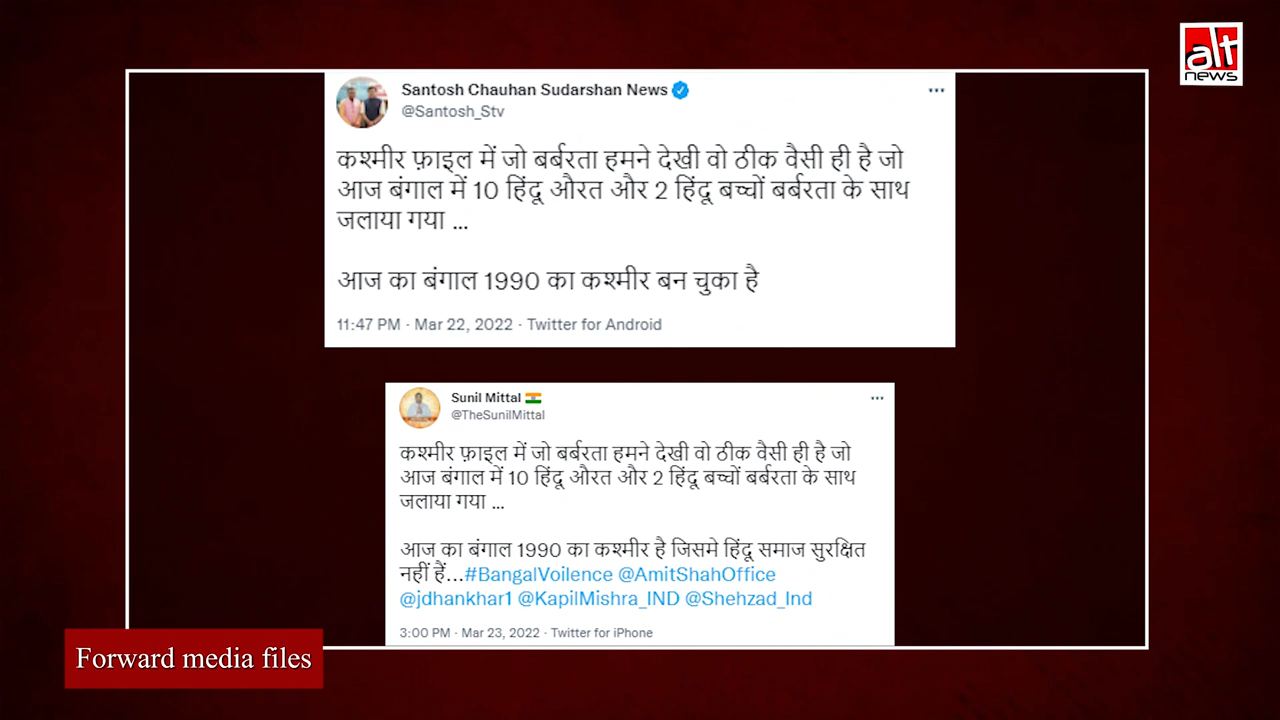 alt
news
Santosh Chauhan Sudarshan News
@Santosh_Stv
कश्मीर फ़ाइल में जो बर्बरता हमने देखी वो ठीक वैसी ही है जो
आज बंगाल में 10 हिंदू औरत और 2 हिंदू बच्चों बर्बरता के साथ
जलाया गया ...
आज का बंगाल 1990 का कश्मीर बन चुका है
11:47 PM · Mar 22, 2022 · Twitter for Android
Sunil Mittal
@TheSunilMittal
कश्मीर फ़ाइल में जो बर्बरता हमने देखी वो ठीक वैसी ही है जो
आज बंगाल में 10 हिंदू औरत और 2 हिंदू बच्चों बर्बरता के साथ
जलाया गया ...
आज का बंगाल 1990 का कश्मीर है जिसमे हिंदू समाज सुरक्षित
नहीं हैं...#BangalVoilence @AmitShahOffice
@jdhankhar1 @KapilMishra_IND @Shehzad_Ind
3:00 PM · Mar 23, 2022 · Twitter for iPhone
Forward media files